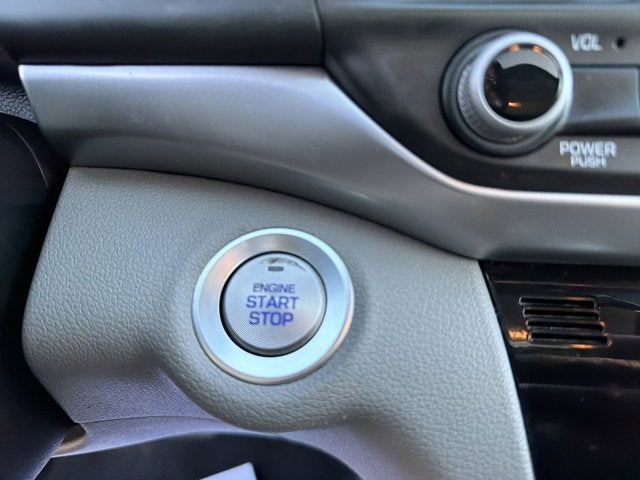 VOL
POWER
PUSH
ENGINE
START
STOP